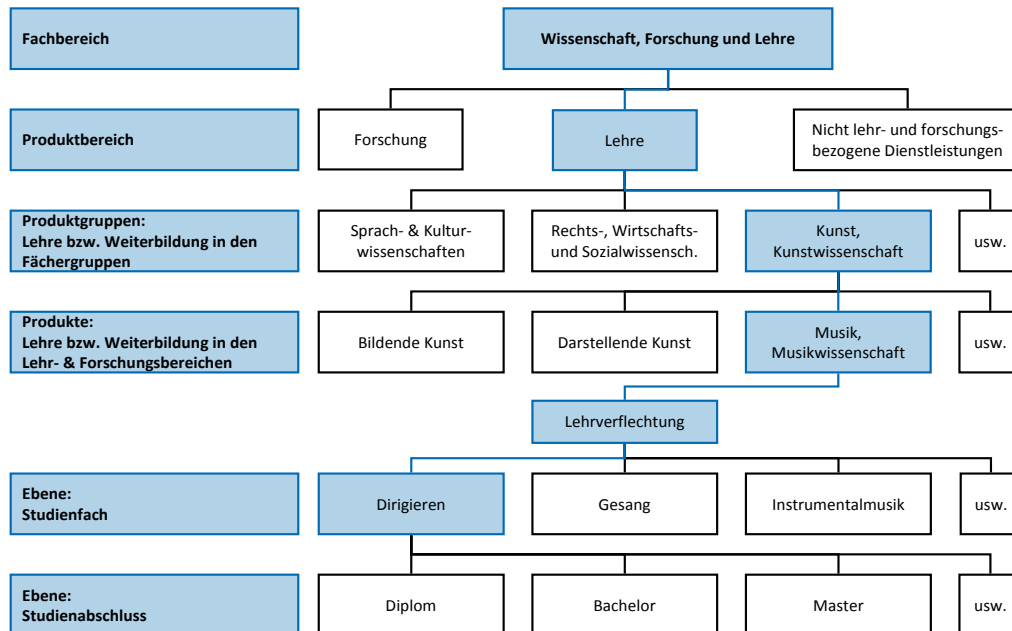 Fachbereich
Wissenschaft, Forschung und Lehre
Produktbereich
Forschung
Lehre
Nicht lehr- und forschungs-
bezogene Dienstleistungen
Produktgruppen:
Lehre bzw. Weiterbildung in den
Fächergruppen
Sprach- & Kultur-
wissenschaften
Rechts-, Wirtschafts-
und Sozialwissensch.
Kunst,
Kunstwissenschaft
usw.
Produkte:
Lehre bzw. Weiterbildung in den
Lehr- & Forschungsbereichen
Bildende Kunst
Darstellende Kunst
Musik,
Musikwissenschaft
usw.
Lehrverflechtung
Ebene:
Studienfach
Dirigieren
Gesang
Instrumentalmusik
usw.
Ebene:
Studienabschluss
Diplom
Bachelor
Master
usw.